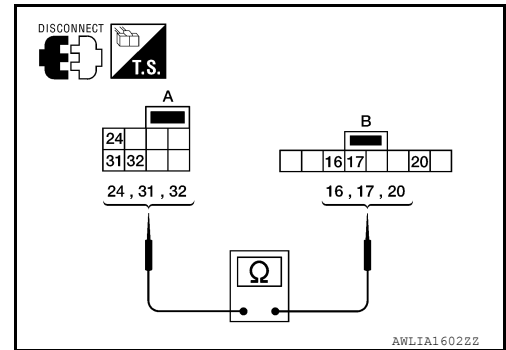 DISCONNECT
T.S.
A
B
24
31 32
16 17 20
24 , 31 , 32
16 , 17 , 20
Ω
AWLIA1602ZZ